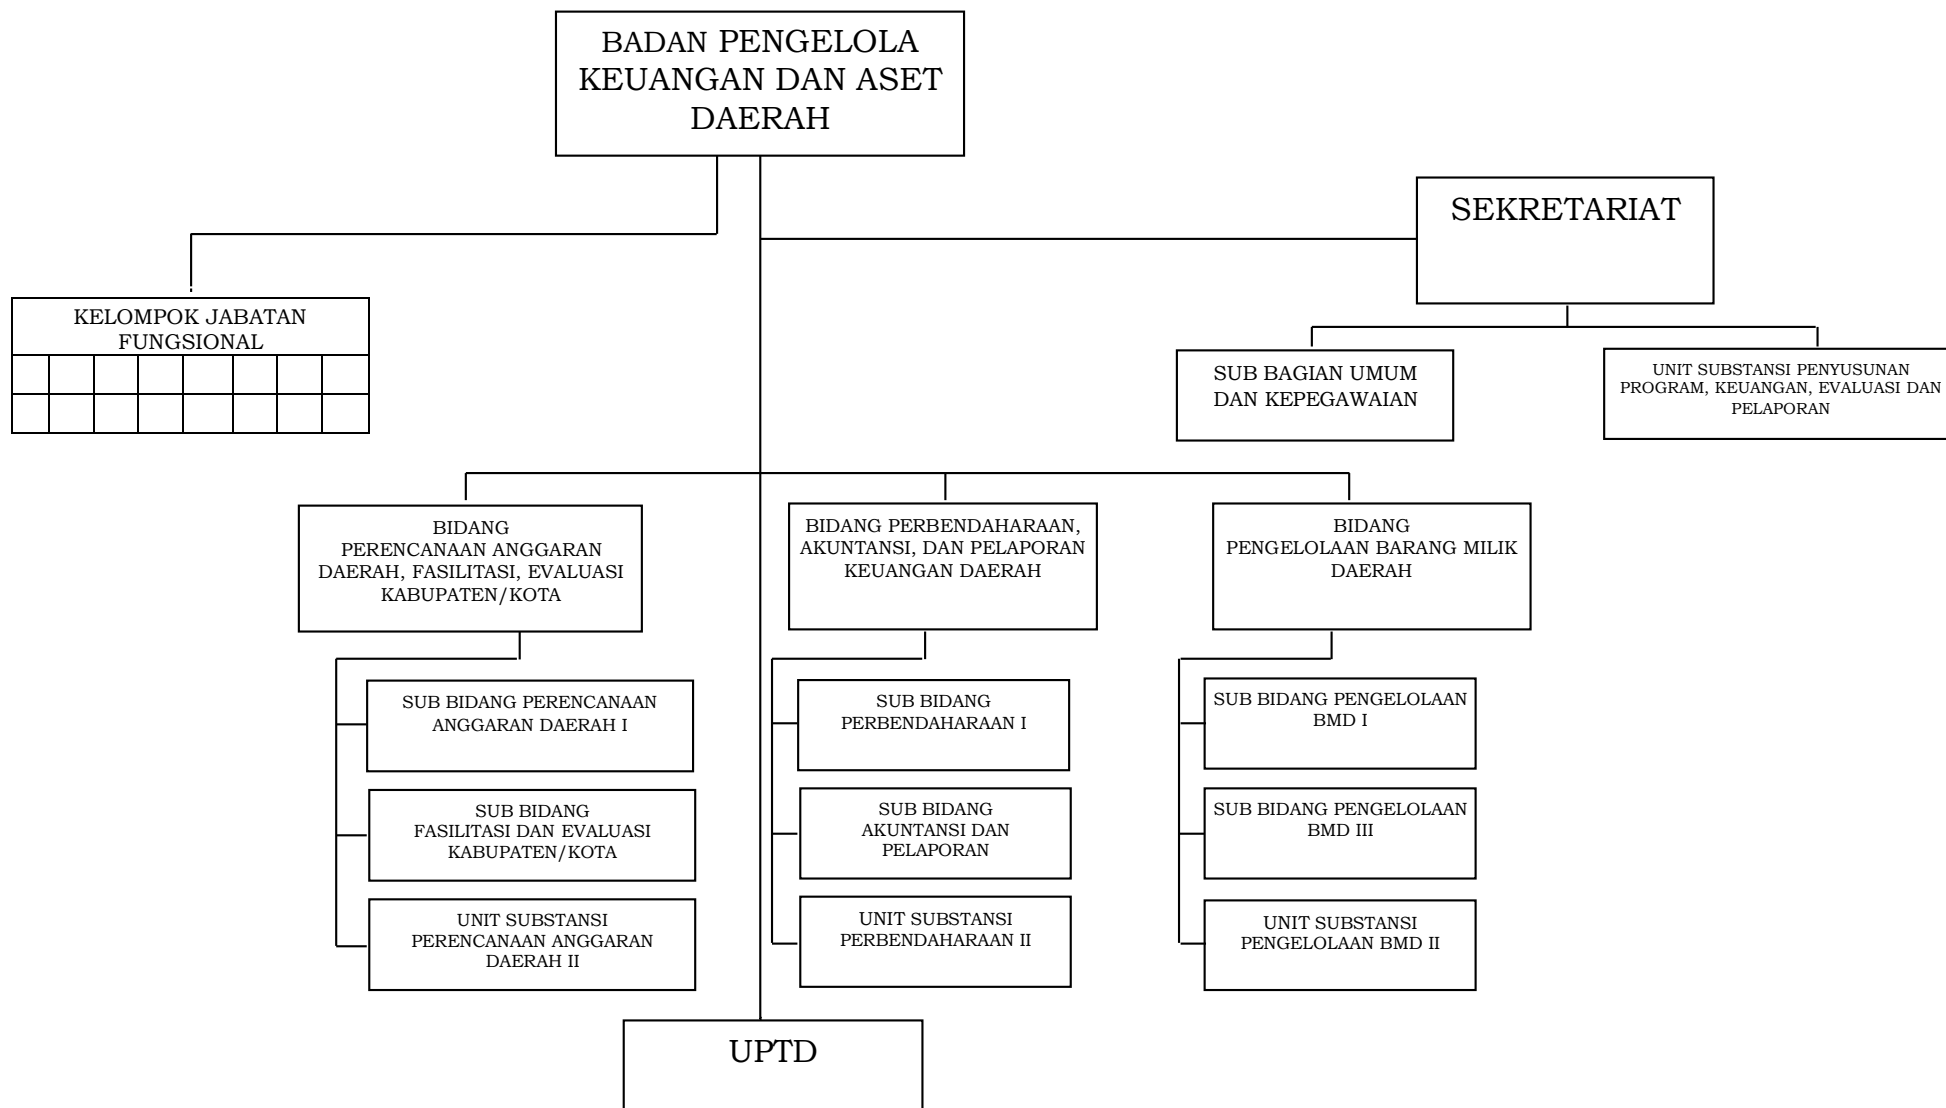 BADAN PENGELOLA
KEUANGAN DAN ASET
DAERAH
SEKRETARIAT
KELOMPOK JABATAN
FUNGSIONAL
SUB BAGIAN UMUM
DAN KEPEGAWAIAN
UNIT SUBSTANSI PENYUSUNAN
PROGRAM, KEUANGAN, EVALUASI DAN
PELAPORAN
BIDANG
PERENCANAAN ANGGARAN
DAERAH, FASILITASI, EVALUASI
KABUPATEN/KOTA
BIDANG PERBENDAHARAAN,
AKUNTANSI, DAN PELAPORAN
KEUANGAN DAERAH
BIDANG
PENGELOLAAN BARANG MILIK
DAERAH
SUB BIDANG PERENCANAAN
ANGGARAN DAERAH I
SUB BIDANG
FASILITASI DAN EVALUASI
KABUPATEN/KOTA
UNIT SUBSTANSI
PERENCANAAN ANGGARAN
DAERAH II
SUB BIDANG
PERBENDAHARAAN I
SUB BIDANG
AKUNTANSI DAN
PELAPORAN
UNIT SUBSTANSI
PERBENDAHARAAN II
SUB BIDANG PENGELOLAAN
BMD I
SUB BIDANG PENGELOLAAN
BMD III
UNIT SUBSTANSI
PENGELOLAAN BMD II
UPTD